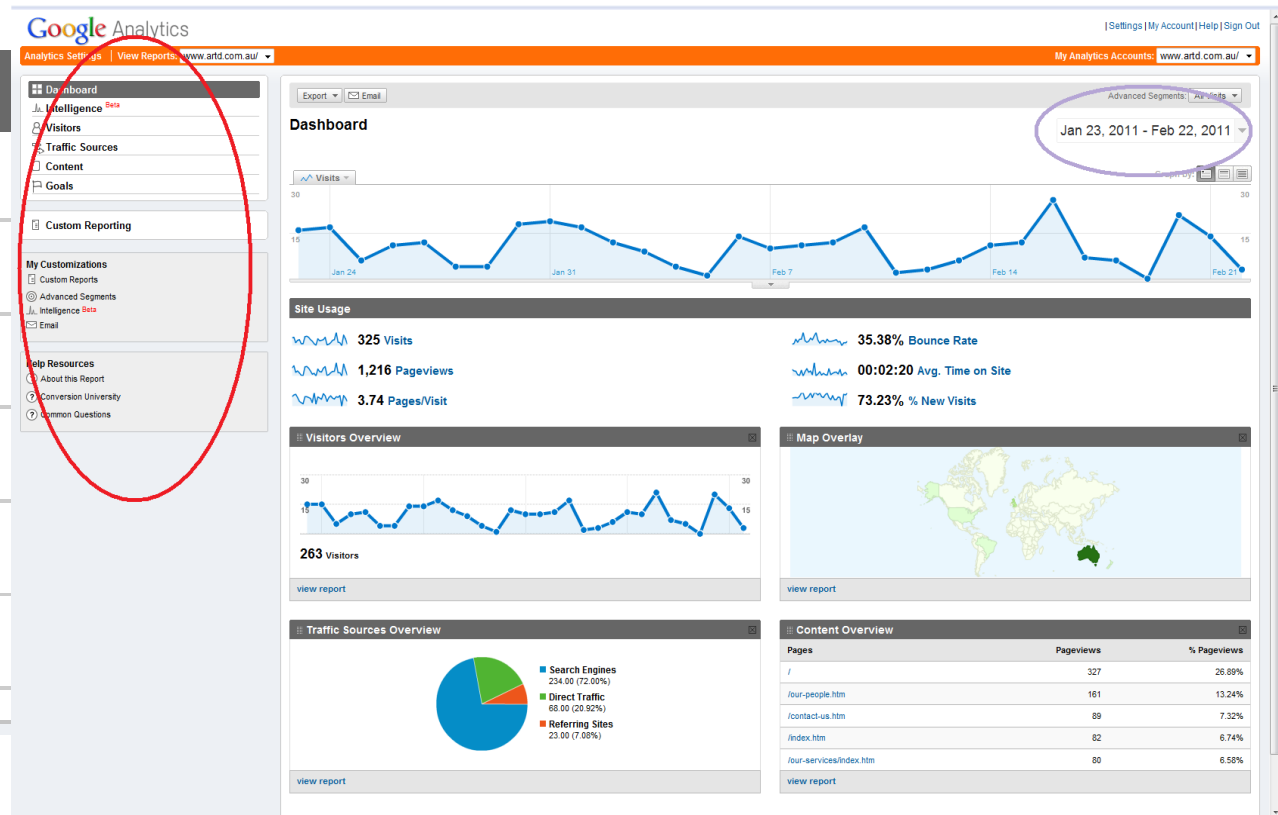 Google Analytics
| Settings | My Account | Help | Sign Out
Analytics Settings | View Reports: www.artd.com.au/
My Analytics Accounts: www.artd.com.au/
Dashboard
Intelligence Beta
Visitors
Traffic Sources
Content
Goals
Custom Reporting
My Customizations
Custom Reports
Advanced Segments
Intelligence Beta
Email
Help Resources
? About this Report
? Conversion University
? Common Questions
Export Email
Advanced Segments: All Visits
Dashboard
Jan 23, 2011 - Feb 22, 2011
Visits
Graph by:
30 30
15 15
Jan 24 Jan 31 Feb 7 Feb 14 Feb 21
Site Usage
325 Visits
35.38% Bounce Rate
1,216 Pageviews
00:02:20 Avg. Time on Site
3.74 Pages/Visit
73.23% % New Visits
Visitors Overview
30 30
15 15
263 Visitors
view report
Map Overlay
view report
Traffic Sources Overview
Search Engines
234.00 (72.00%)
Direct Traffic
68.00 (20.92%)
Referring Sites
23.00 (7.08%)
view report
Content Overview
Pages Pageviews % Pageviews
/ 327 26.89%
/our-people.htm 161 13.24%
/contact-us.htm 89 7.32%
/index.htm 82 6.74%
/our-services/index.htm 80 6.58%
view report